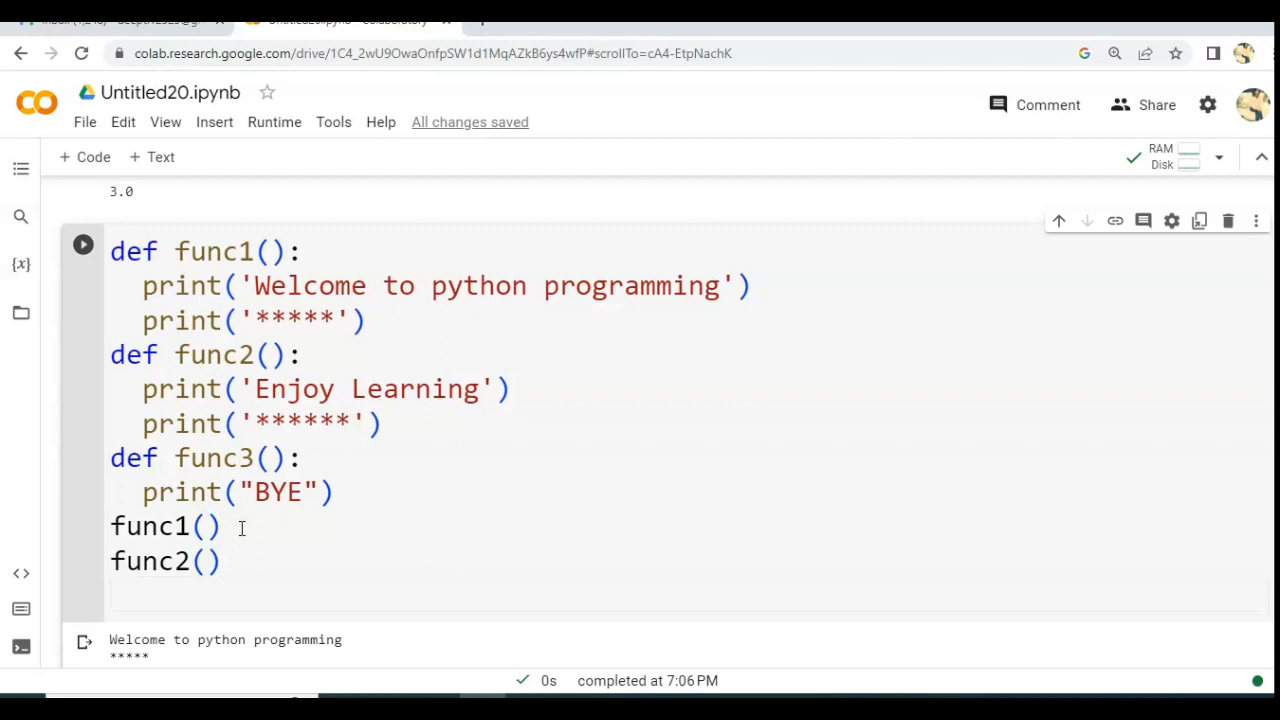 Untitled20.ipynb - Colaboratory
colab.research.google.com/drive/1C4_2wU9OwaOnfpSW1d1MqAZkB6ys4wfP#scrollTo=cA4-EtpNachK
Untitled20.ipynb
Comment
Share
File Edit View Insert Runtime Tools Help All changes saved
+ Code + Text
RAM
Disk
3.0
{x}
def func1():
  print('Welcome to python programming')
  print('*****')
def func2():
  print('Enjoy Learning')
  print('******')
def func3():
  print("BYE")
func1()
func2()
Welcome to python programming
*****
0s completed at 7:06 PM